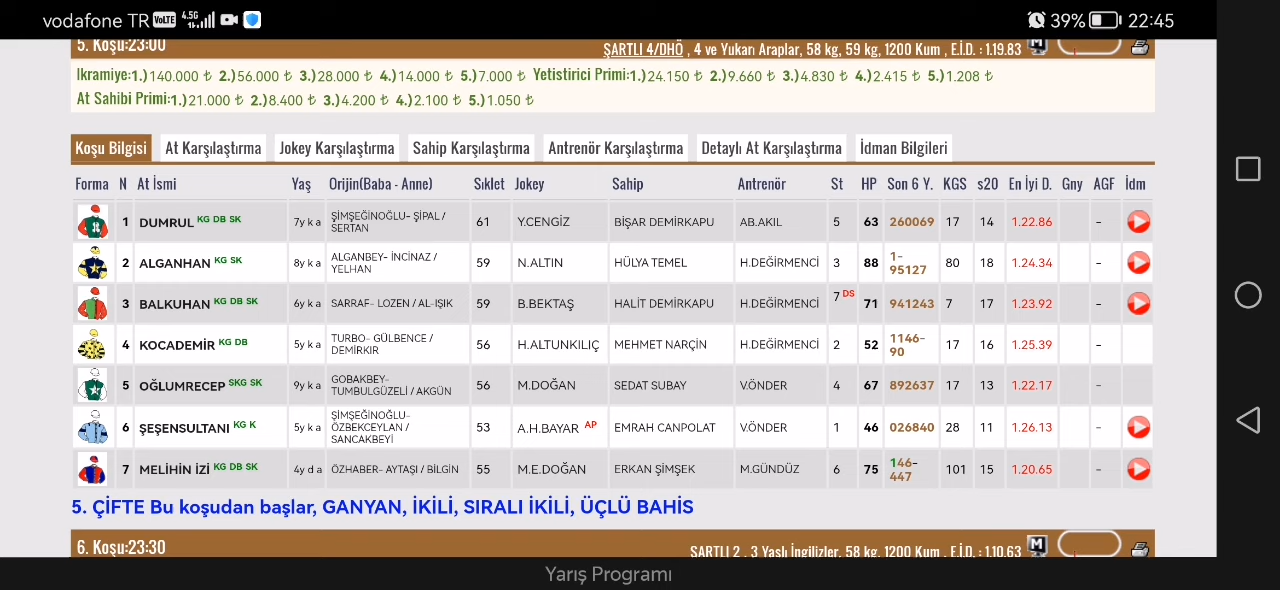 vodafone TR VoLTE 4.5G 39% 22:45
5. Koşu:23:00 ŞARTLI 4/DHÖ , 4 ve Yukarı Araplar, 58 kg, 59 kg, 1200 Kum , E.İ.D. : 1.19.83 M
Ikramiye:1.)140.000 ₺ 2.)56.000 ₺ 3.)28.000 ₺ 4.)14.000 ₺ 5.)7.000 ₺ Yetistirici Primi:1.)24.150 ₺ 2.)9.660 ₺ 3.)4.830 ₺ 4.)2.415 ₺ 5.)1.208 ₺
At Sahibi Primi:1.)21.000 ₺ 2.)8.400 ₺ 3.)4.200 ₺ 4.)2.100 ₺ 5.)1.050 ₺
Koşu Bilgisi At Karşılaştırma Jokey Karşılaştırma Sahip Karşılaştırma Antrenör Karşılaştırma Detaylı At Karşılaştırma İdman Bilgileri
Forma N At İsmi Yaş Orijin(Baba - Anne) Sıklet Jokey Sahip Antrenör St HP Son 6 Y. KGS s20 En İyi D. Gny AGF İdm
1 DUMRUL KG DB SK 7y k a ŞİMŞEĞİNOĞLU- ŞİPAL / SERTAN 61 Y.CENGİZ BİŞAR DEMİRKAPU AB.AKIL 5 63 260069 17 14 1.22.86 -
2 ALGANHAN KG SK 8y k a ALGANBEY- İNCİNAZ / YELHAN 59 N.ALTIN HÜLYA TEMEL H.DEĞİRMENCİ 3 88 1-95127 80 18 1.24.34 -
3 BALKUHAN KG DB SK 6y k a SARRAF- LOZEN / AL-IŞIK 59 B.BEKTAŞ HALİT DEMİRKAPU H.DEĞİRMENCİ 7 DS 71 941243 7 17 1.23.92 -
4 KOCADEMİR KG DB 5y k a TURBO- GÜLBENCE / DEMİRKIR 56 H.ALTUNKILIÇ MEHMET NARÇİN H.DEĞİRMENCİ 2 52 1146-90 17 16 1.25.39 -
5 OĞLUMRECEP SKG SK 9y k a GOBAKBEY- TUMBULGÜZELİ / AKGÜN 56 M.DOĞAN SEDAT SUBAY V.ÖNDER 4 67 892637 17 13 1.22.17 -
6 ŞEŞENSULTANI KG K 5y k a ŞİMŞEĞİNOĞLU- ÖZBEKCEYLAN / SANCAKBEYİ 53 A.H.BAYAR AP EMRAH CANPOLAT V.ÖNDER 1 46 026840 28 11 1.26.13 -
7 MELİHİN İZİ KG DB SK 4y d a ÖZHABER- AYTAŞI / BİLGİN 55 M.E.DOĞAN ERKAN ŞİMŞEK M.GÜNDÜZ 6 75 146-447 101 15 1.20.65 -
5. ÇİFTE Bu koşudan başlar, GANYAN, İKİLİ, SIRALI İKİLİ, ÜÇLÜ BAHİS
6. Koşu:23:30 ŞARTLI 2 , 3 Yaşlı İngilizler, 58 kg, 1200 Kum , E.İ.D. : 1.10.63 M
Yarış Programı